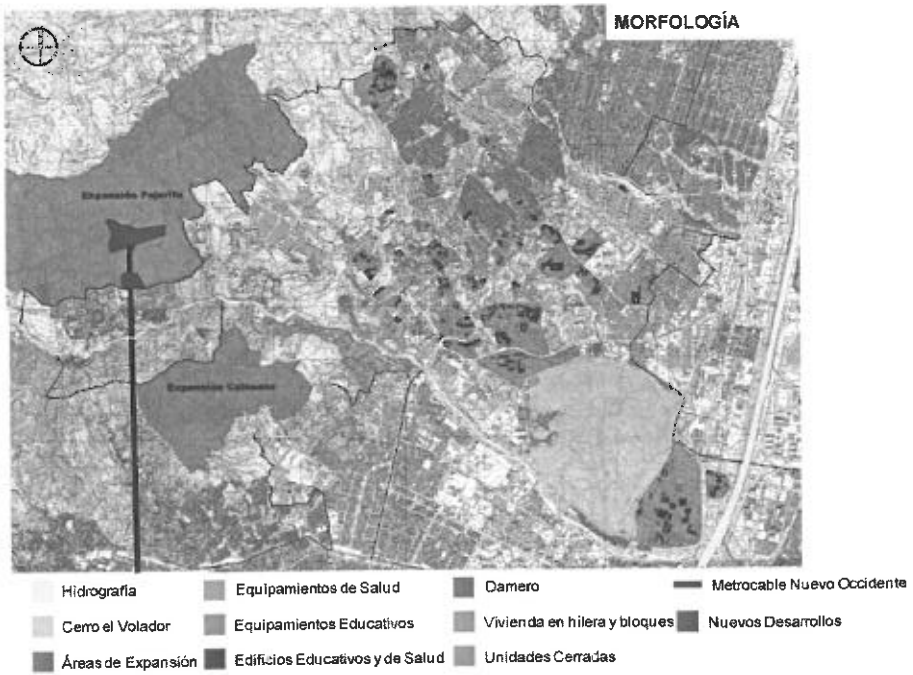 MORFOLOGÍA
Expansión Pajarito
Expansión Calasanz
Hidrografía
Equipamientos de Salud
Damero
Metrocable Nuevo Occidente
Cerro el Volador
Equipamientos Educativos
Vivienda en hilera y bloques
Nuevos Desarrollos
Áreas de Expansión
Edificios Educativos y de Salud
Unidades Cerradas